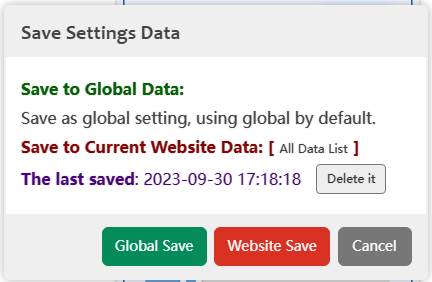 Save Settings Data
Save to Global Data:
Save as global setting, using global by default.
Save to Current Website Data: [ All Data List ]
The last saved: 2023-09-30 17:18:18 Delete it
Global Save Website Save Cancel